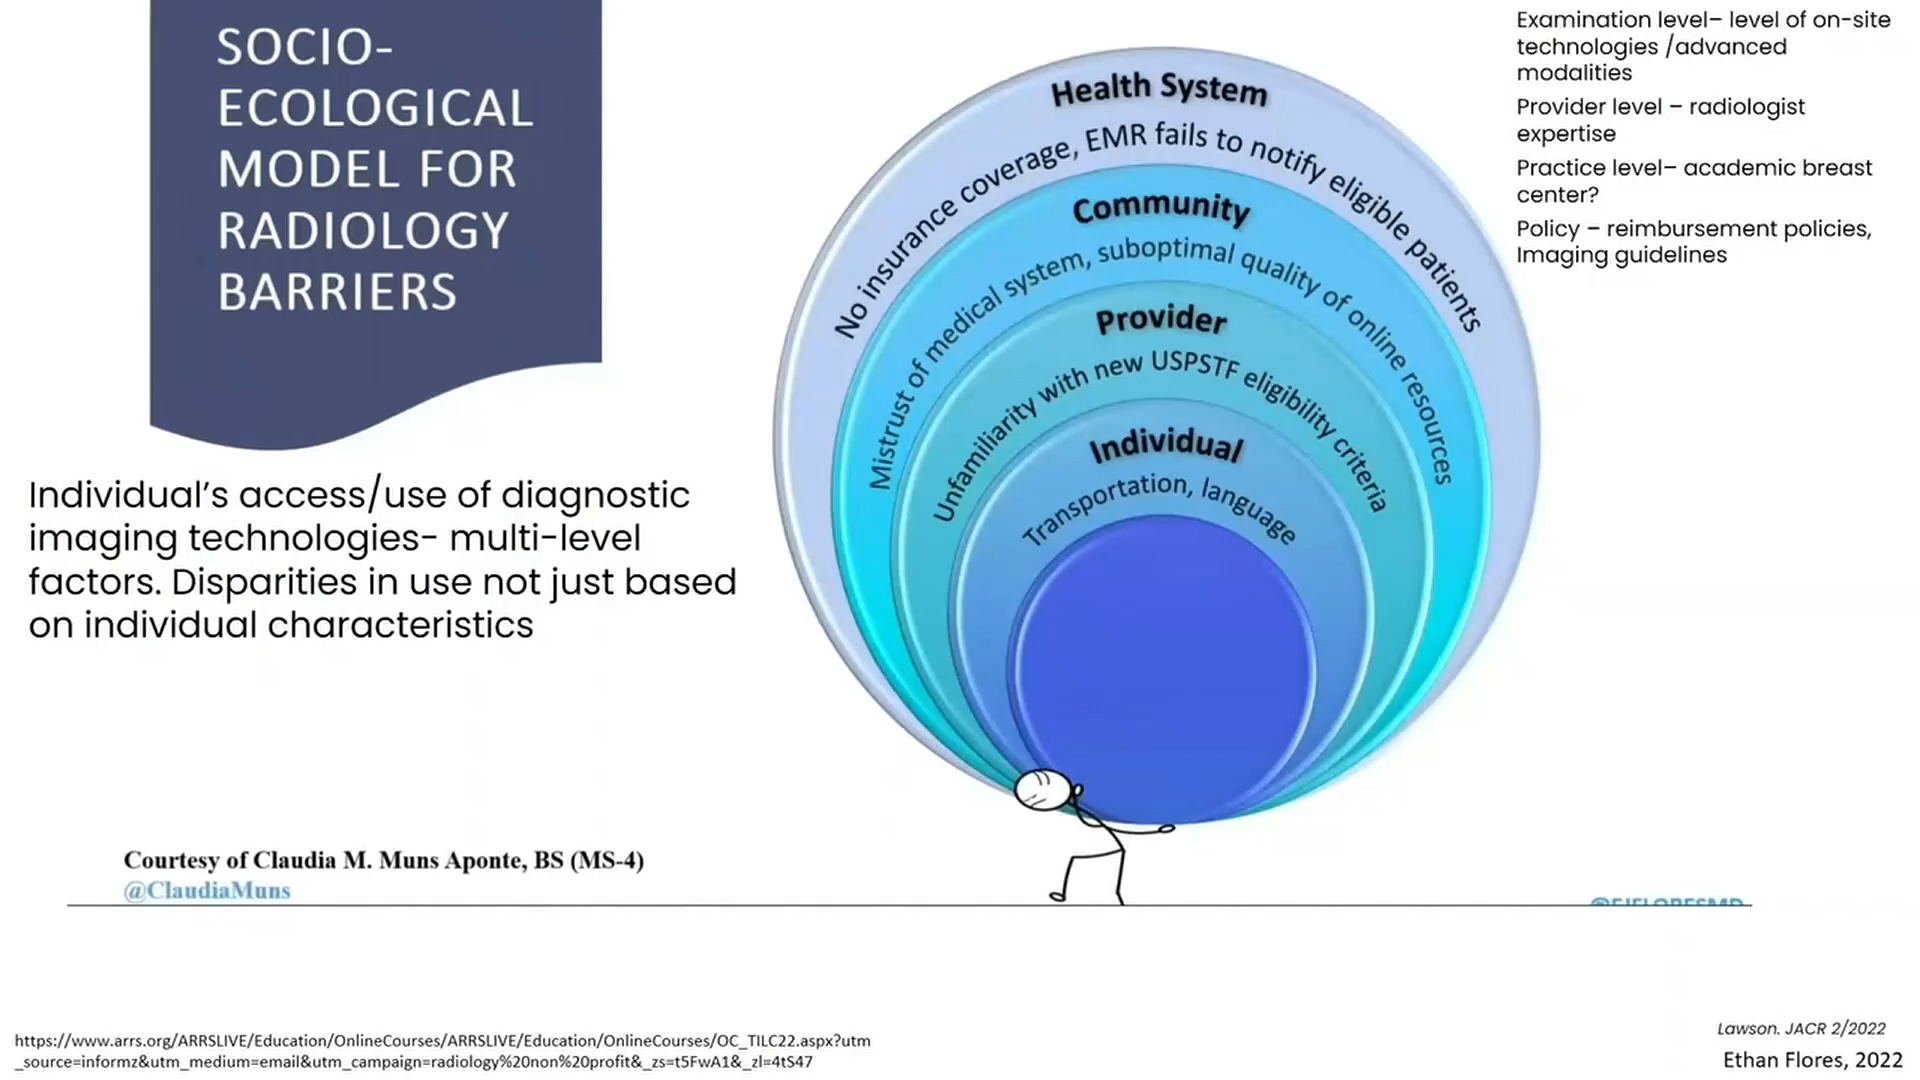 SOCIO-
ECOLOGICAL
MODEL FOR
RADIOLOGY
BARRIERS
Individual's access/use of diagnostic
imaging technologies- multi-level
factors. Disparities in use not just based
on individual characteristics
Health System
No insurance coverage, EMR fails to notify eligible patients
Community
Mistrust of medical system, suboptimal quality of online resources
Provider
Unfamiliarity with new USPSTF eligibility criteria
Individual
Transportation, language
Examination level– level of on-site
technologies /advanced
modalities
Provider level – radiologist
expertise
Practice level– academic breast
center?
Policy – reimbursement policies,
Imaging guidelines
Courtesy of Claudia M. Muns Aponte, BS (MS-4)
@ClaudiaMuns
@EJFLORESMD
https://www.arrs.org/ARRSLIVE/Education/OnlineCourses/ARRSLIVE/Education/OnlineCourses/OC_TILC22.aspx?utm
_source=informz&utm_medium=email&utm_campaign=radiology%20non%20profit&_zs=t5FwA1&_zl=4tS47
Lawson. JACR 2/2022
Ethan Flores, 2022